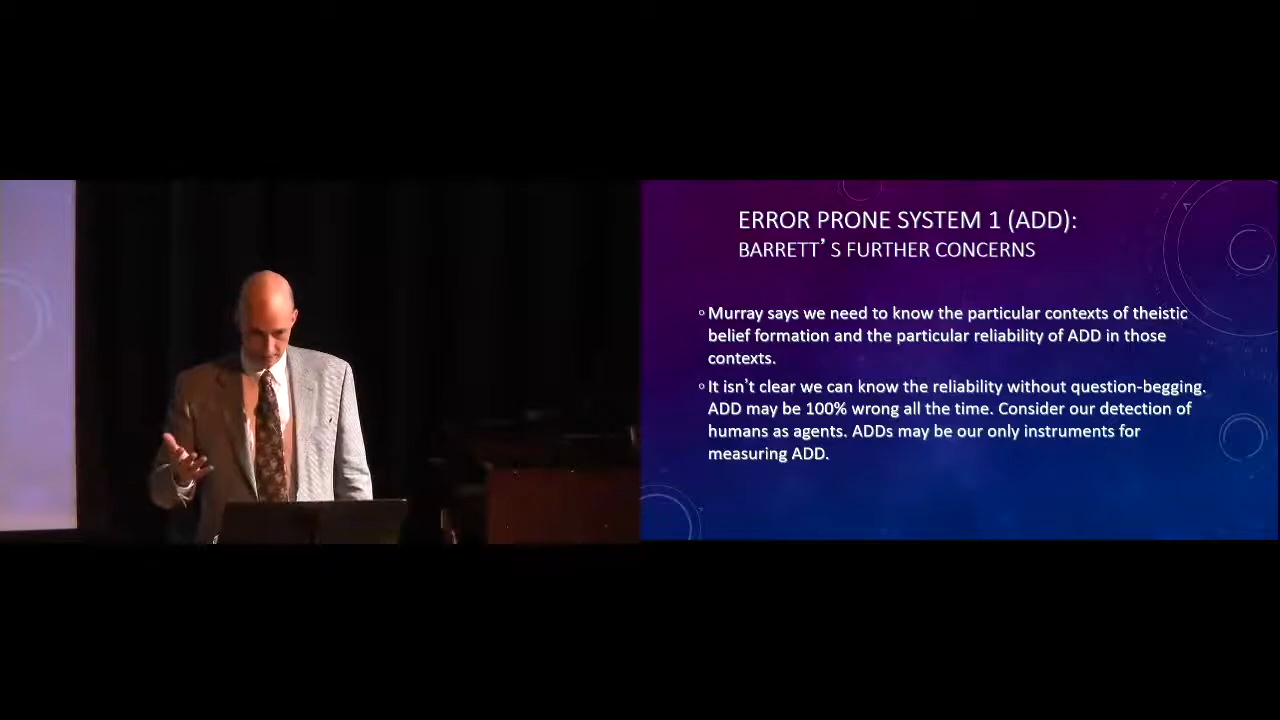 ERROR PRONE SYSTEM 1 (ADD):
BARRETT’S FURTHER CONCERNS
Murray says we need to know the particular contexts of theistic
belief formation and the particular reliability of ADD in those
contexts.
It isn’t clear we can know the reliability without question-begging.
ADD may be 100% wrong all the time. Consider our detection of
humans as agents. ADDs may be our only instruments for
measuring ADD.